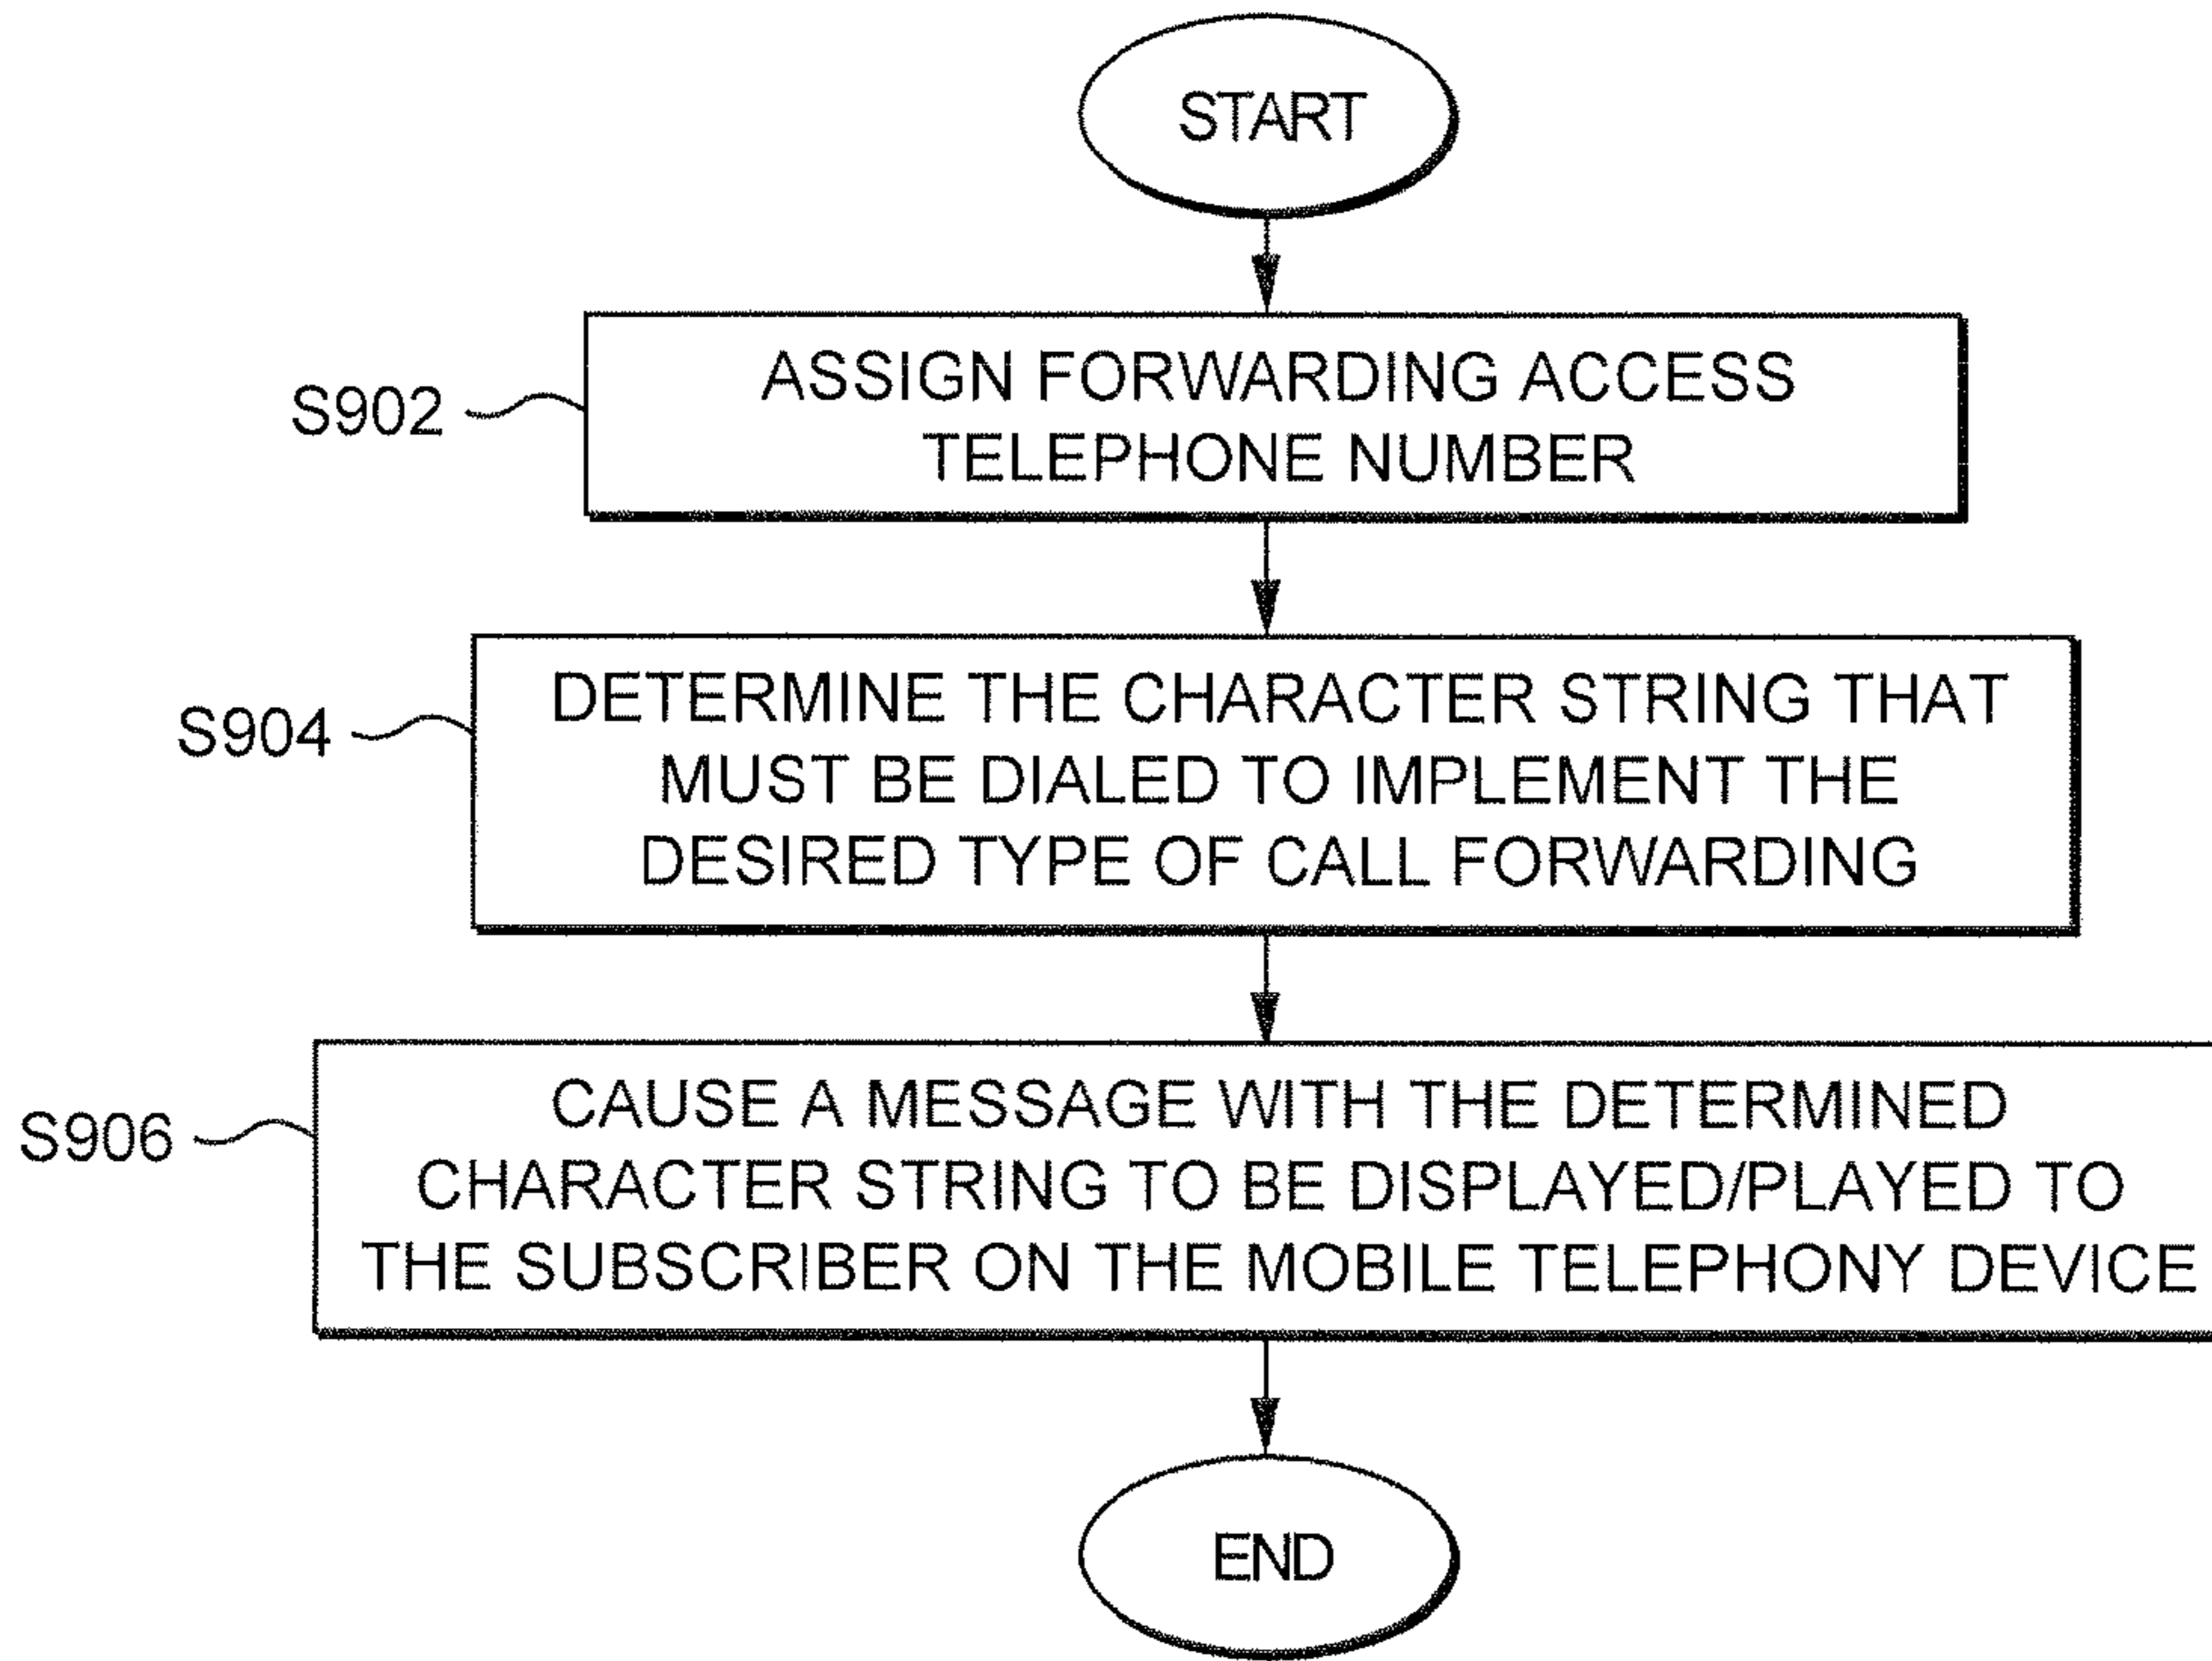 START
S902
ASSIGN FORWARDING ACCESS
TELEPHONE NUMBER
S904
DETERMINE THE CHARACTER STRING THAT
MUST BE DIALED TO IMPLEMENT THE
DESIRED TYPE OF CALL FORWARDING
S906
CAUSE A MESSAGE WITH THE DETERMINED
CHARACTER STRING TO BE DISPLAYED/PLAYED TO
THE SUBSCRIBER ON THE MOBILE TELEPHONY DEVICE
END